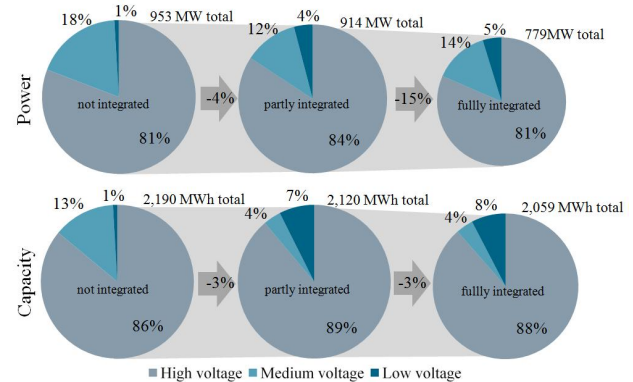 18%
1%
953 MW total
12%
4%
914 MW total
14%
5%
779MW total
Power
not integrated
-4%
partly integrated
-15%
fullly integrated
81%
84%
81%
13%
1%
2,190 MWh total
4%
7%
2,120 MWh total
4%
8%
2,059 MWh total
Capacity
not integrated
-3%
partly integrated
-3%
fullly integrated
86%
89%
88%
High voltage
Medium voltage
Low voltage